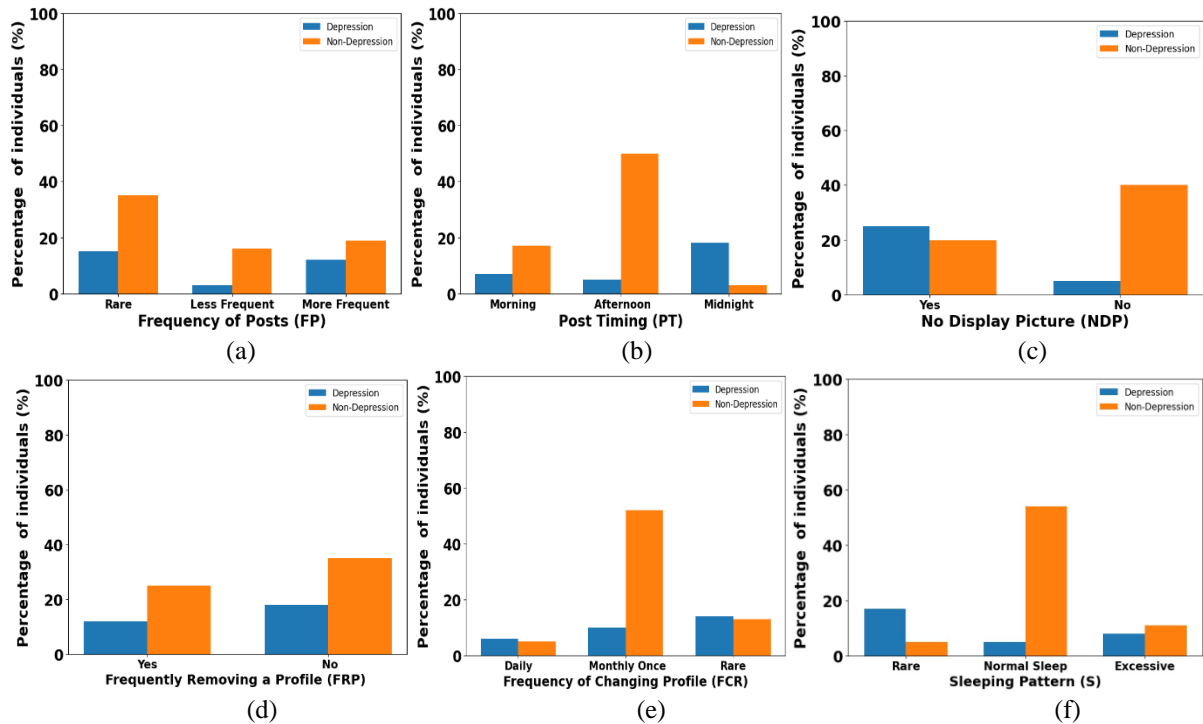 Percentage of individuals (%)
100
80
60
40
20
0
Depression
Non-Depression
Rare Less Frequent More Frequent
Frequency of Posts (FP)
(a)
Percentage of individuals (%)
100
80
60
40
20
0
Depression
Non-Depression
Morning Afternoon Midnight
Post Timing (PT)
(b)
Percentage of individuals (%)
100
80
60
40
20
0
Depression
Non-Depression
Yes No
No Display Picture (NDP)
(c)
Percentage of individuals (%)
100
80
60
40
20
0
Depression
Non-Depression
Yes No
Frequently Removing a Profile (FRP)
(d)
Percentage of individuals (%)
100
80
60
40
20
0
Depression
Non-Depression
Daily Monthly Once Rare
Frequency of Changing Profile (FCR)
(e)
Percentage of individuals (%)
100
80
60
40
20
0
Depression
Non-Depression
Rare Normal Sleep Excessive
Sleeping Pattern (S)
(f)